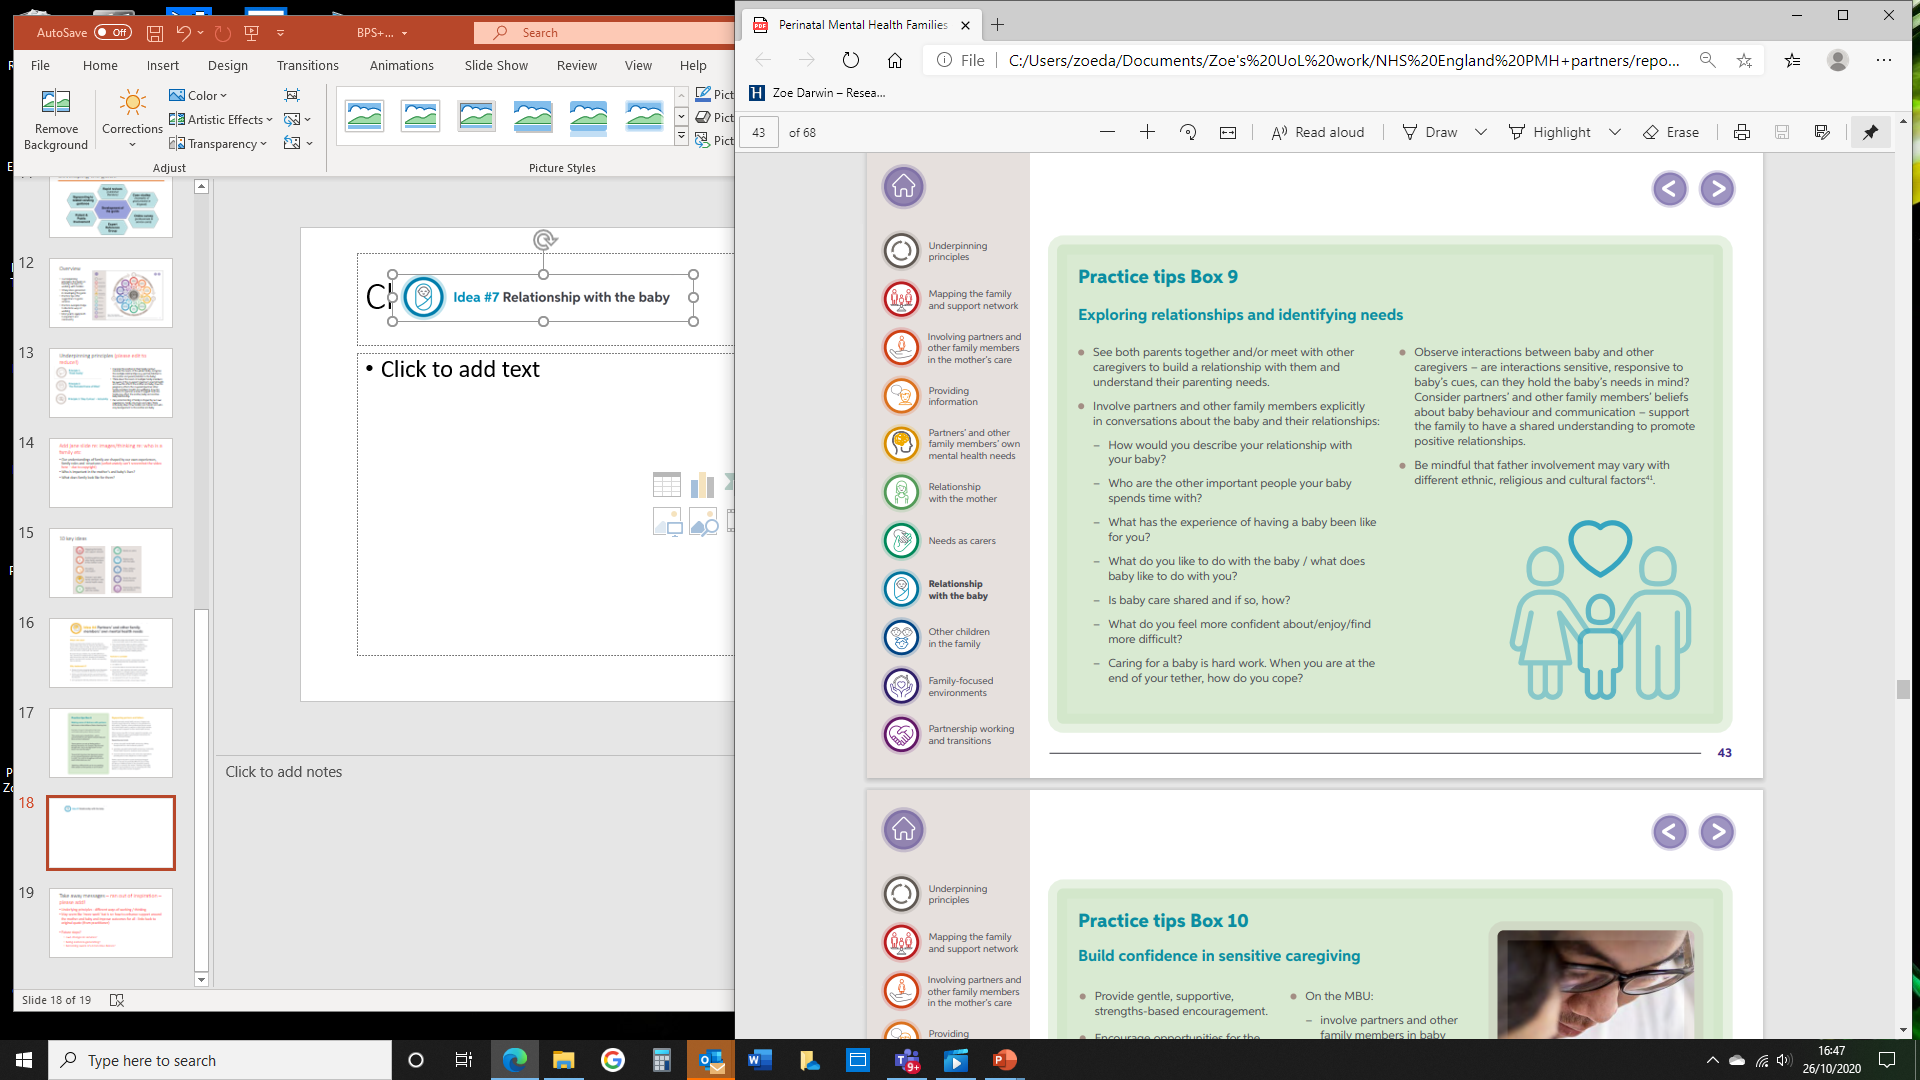 AutoSave
Off
BPS+...
Search
File
Home
Insert
Design
Transitions
Animations
Slide Show
Review
View
Help
Remove
Background
Corrections
Color
Artistic Effects
Transparency
Pict
Pict
Pict
Adjust
Picture Styles
12
Overview
13
14
15
10 key ideas
16
17
18
19
Cl
Idea #7 Relationship with the baby
• Click to add text
Click to add notes
Slide 18 of 19
Perinatal Mental Health Families
File
C:/Users/zoeda/Documents/Zoe's%20UoL%20work/NHS%20England%20PMH+partners/repo...
Zoe Darwin – Resea...
43
of 68
Read aloud
Draw
Highlight
Erase
Underpinning
principles
Mapping the family
and support network
Involving partners and
other family members
in the mother's care
Providing
information
Partners' and other
family members' own
mental health needs
Relationship
with the mother
Needs as carers
Relationship
with the baby
Other children
in the family
Family-focused
environments
Partnership working
and transitions
Practice tips Box 9
Exploring relationships and identifying needs
See both parents together and/or meet with other
caregivers to build a relationship with them and
understand their parenting needs.
Involve partners and other family members explicitly
in conversations about the baby and their relationships:
– How would you describe your relationship with
your baby?
– Who are the other important people your baby
spends time with?
– What has the experience of having a baby been like
for you?
– What do you like to do with the baby / what does
baby like to do with you?
– Is baby care shared and if so, how?
– What do you feel more confident about/enjoy/find
more difficult?
– Caring for a baby is hard work. When you are at the
end of your tether, how do you cope?
Observe interactions between baby and other
caregivers – are interactions sensitive, responsive to
baby's cues, can they hold the baby's needs in mind?
Consider partners' and other family members' beliefs
about baby behaviour and communication – support
the family to have a shared understanding to promote
positive relationships.
Be mindful that father involvement may vary with
different ethnic, religious and cultural factors⁴¹.
43
Underpinning
principles
Mapping the family
and support network
Involving partners and
other family members
in the mother's care
Providing
Practice tips Box 10
Build confidence in sensitive caregiving
Provide gentle, supportive,
strengths-based encouragement.
Encourage opportunities for the
On the MBU:
– involve partners and other
family members in baby
Type here to search
9+
16:47
26/10/2020